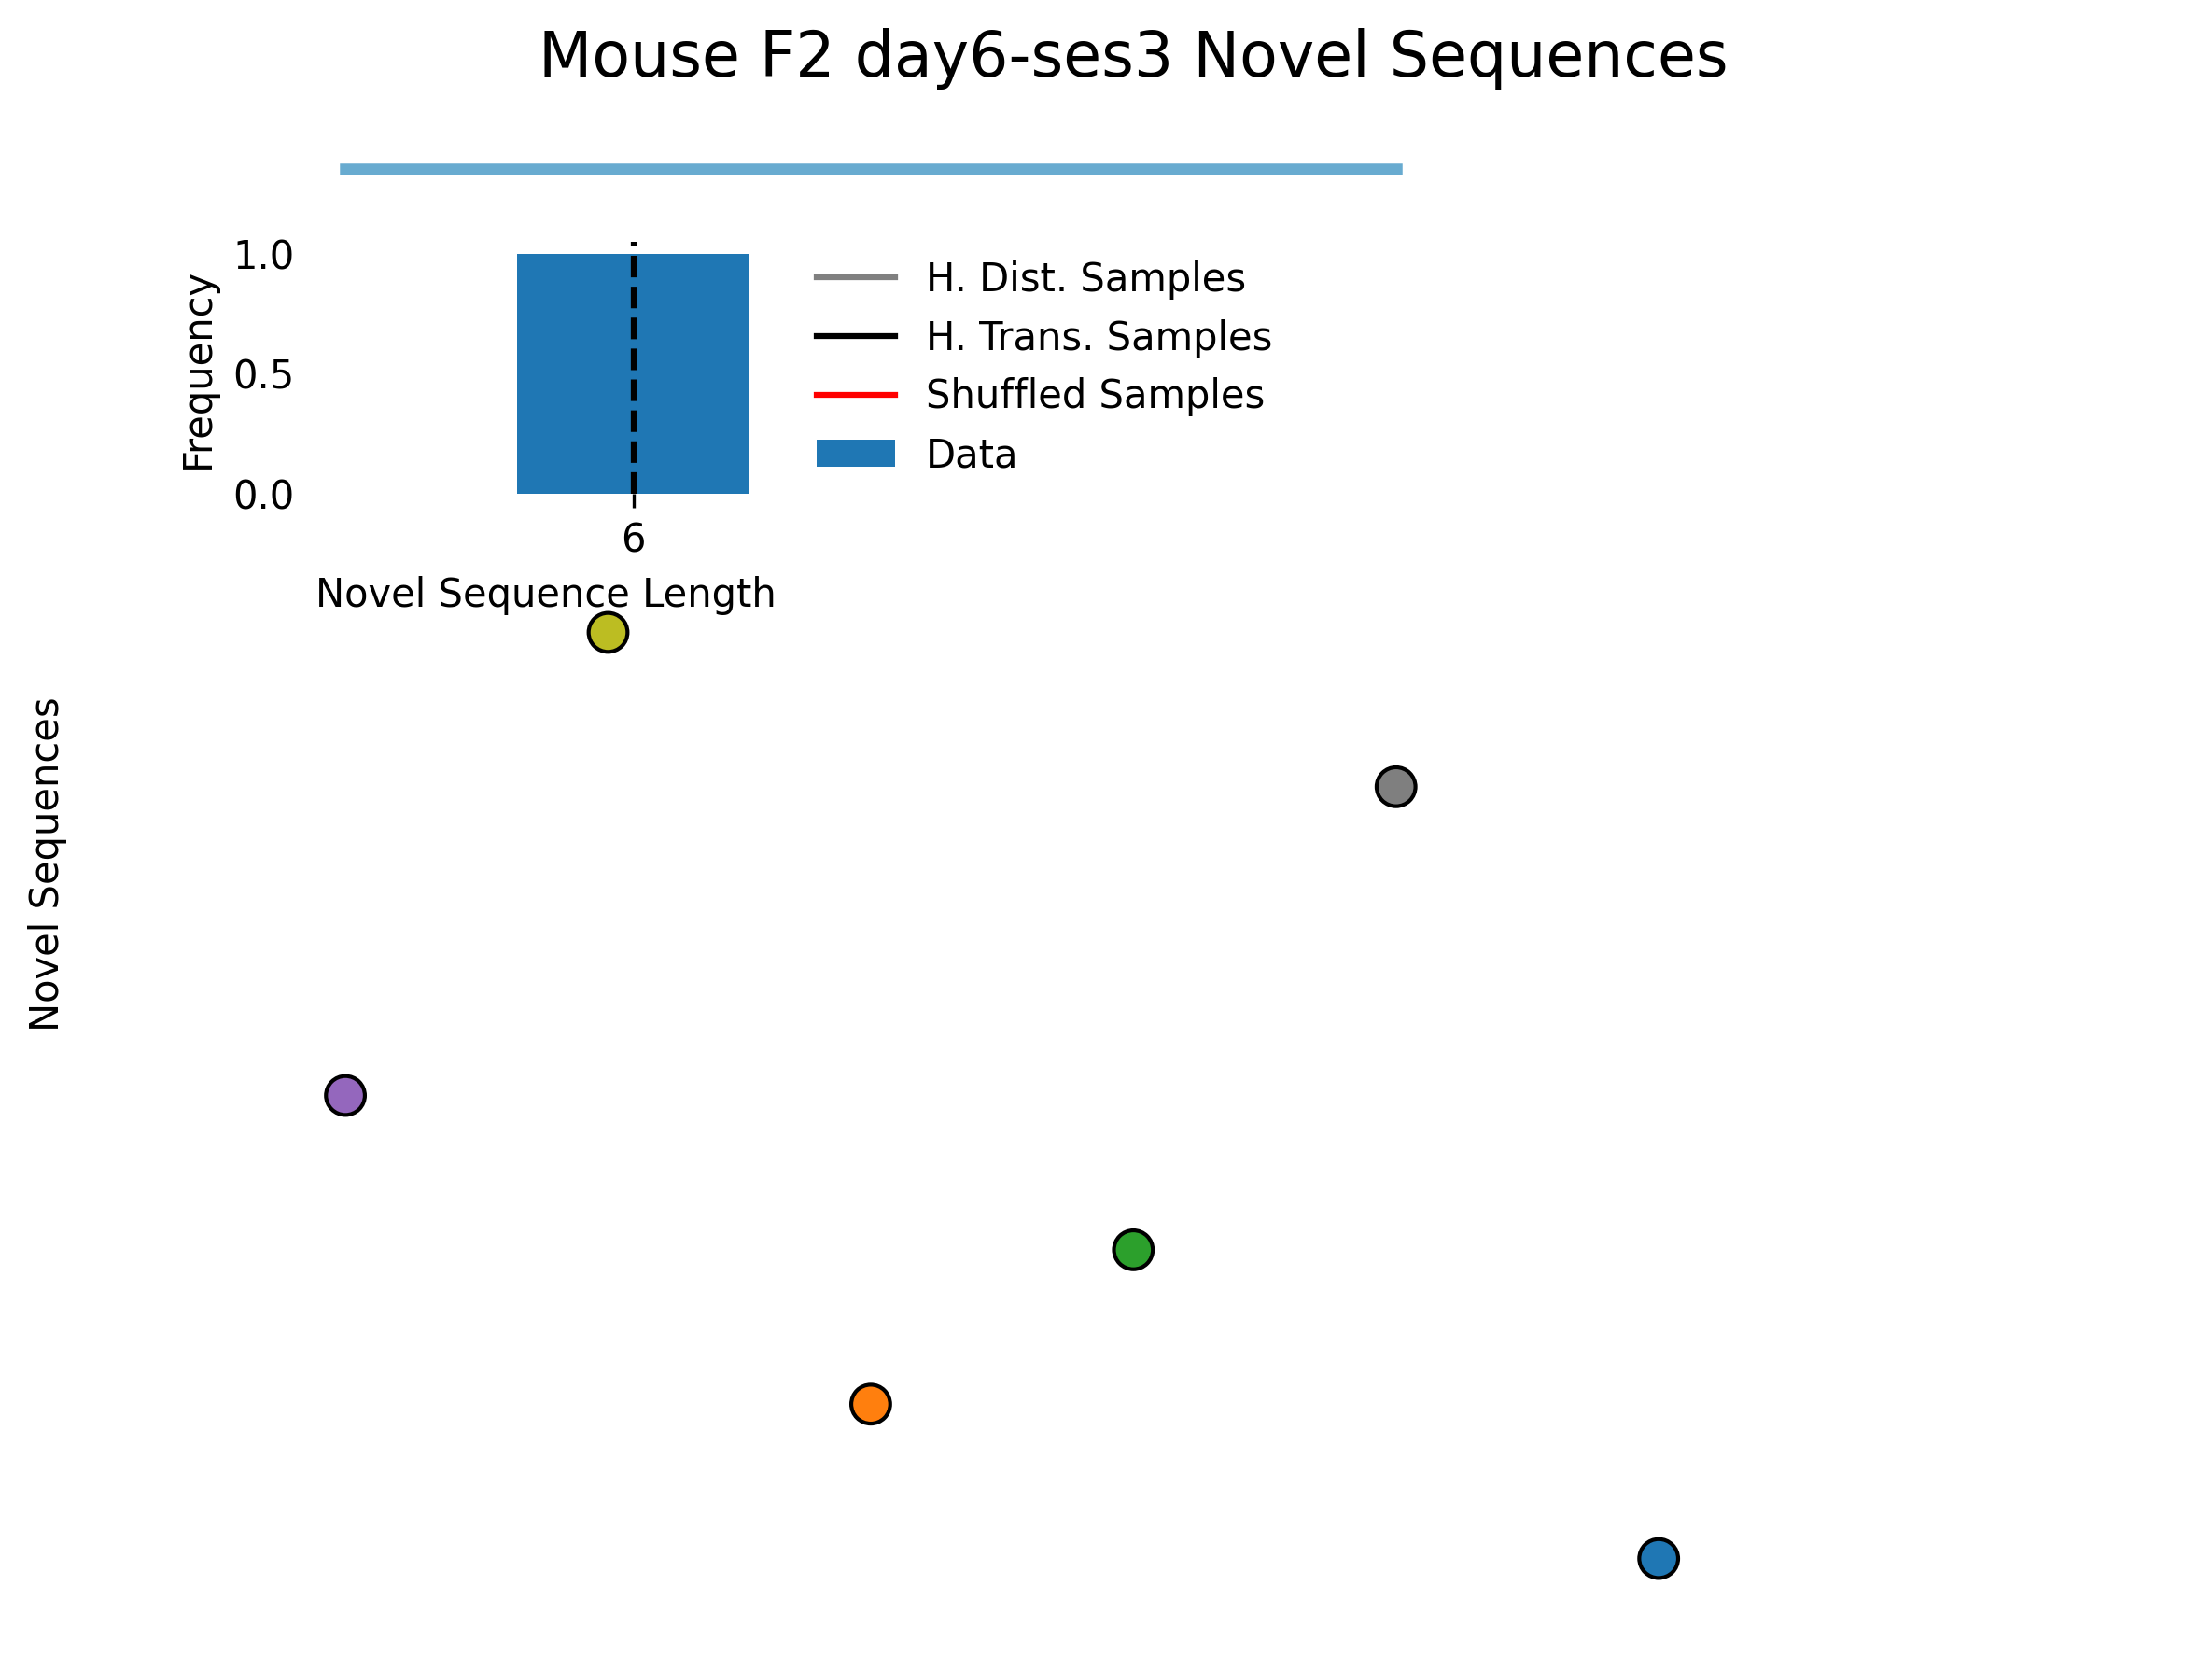 Mouse F2 day6-ses3 Novel Sequences
Frequency
1.0
0.5
0.0
6
Novel Sequence Length
H. Dist. Samples
H. Trans. Samples
Shuffled Samples
Data
Novel Sequences